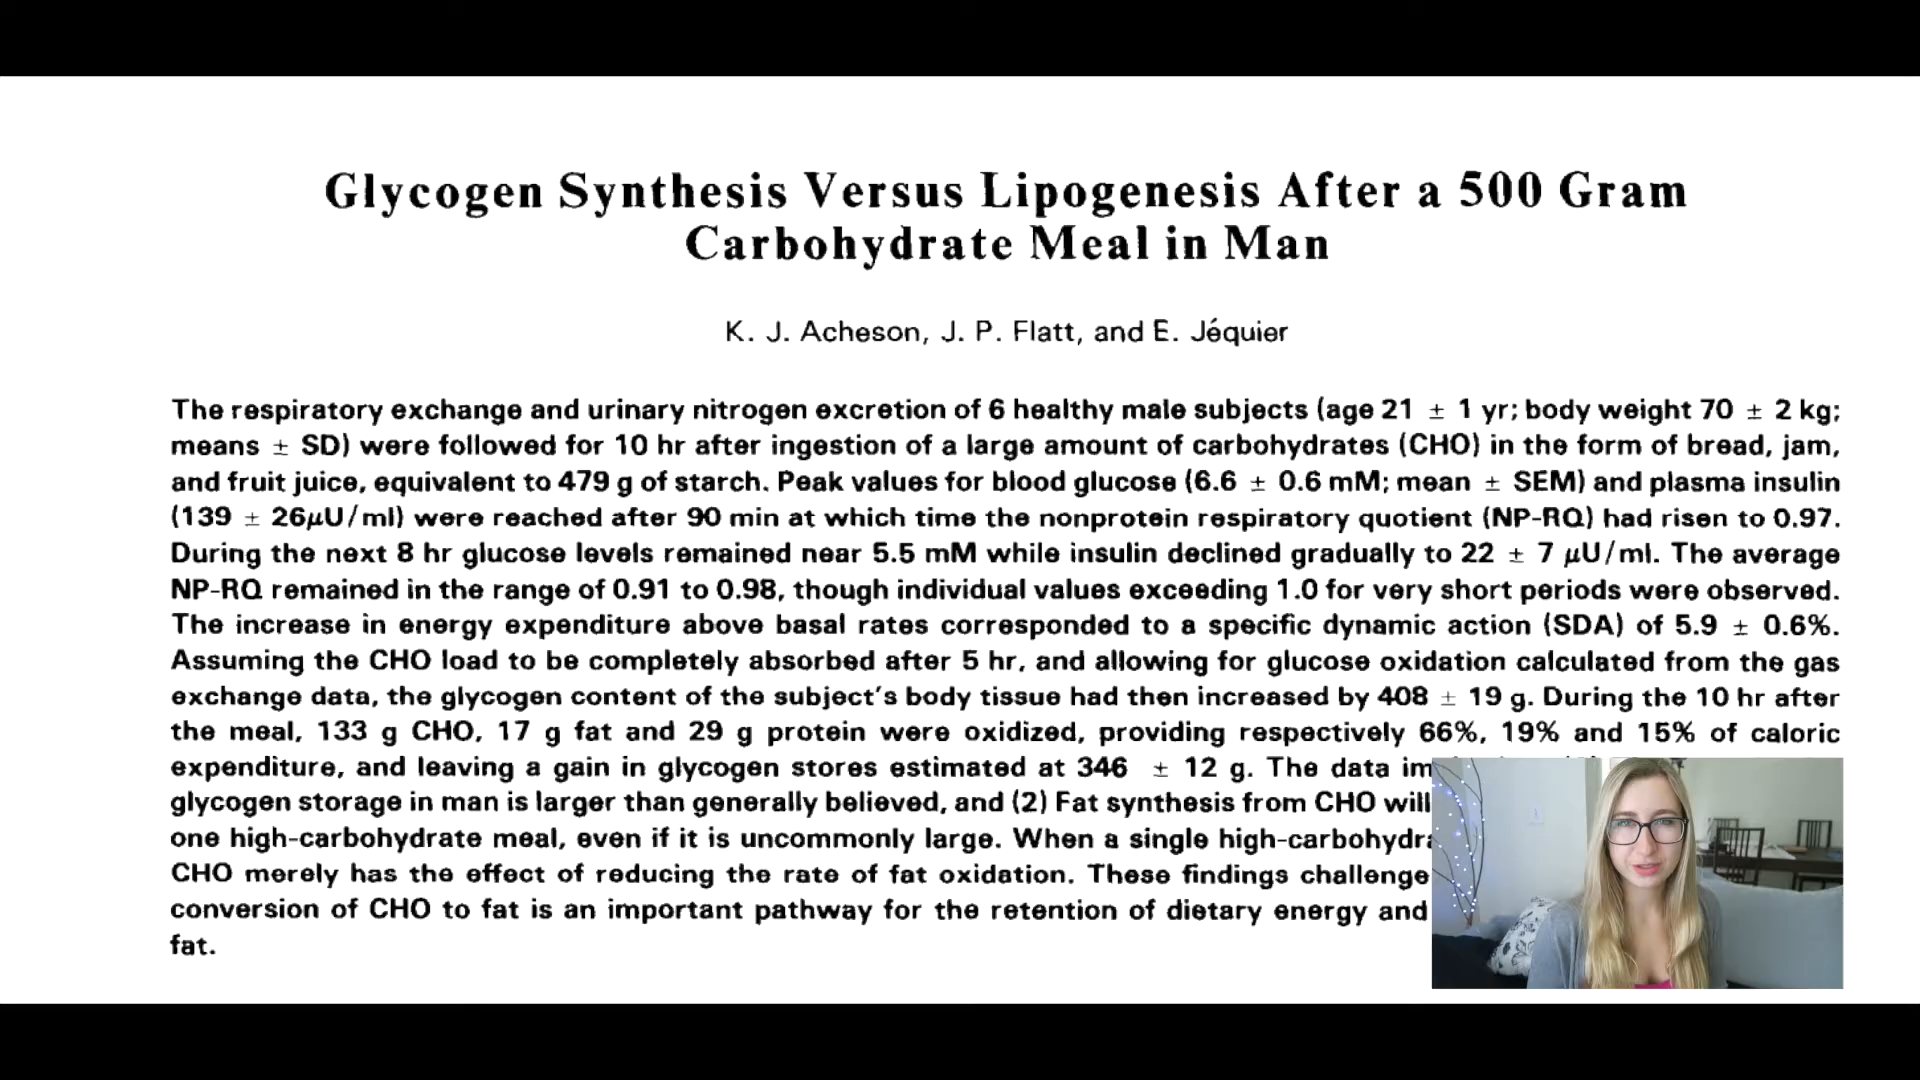 Glycogen Synthesis Versus Lipogenesis After a 500 Gram
Carbohydrate Meal in Man
K. J. Acheson, J. P. Flatt, and E. Jéquier
The respiratory exchange and urinary nitrogen excretion of 6 healthy male subjects (age 21 ± 1 yr; body weight 70 ± 2 kg;
means ± SD) were followed for 10 hr after ingestion of a large amount of carbohydrates (CHO) in the form of bread, jam,
and fruit juice, equivalent to 479 g of starch. Peak values for blood glucose (6.6 ± 0.6 mM; mean ± SEM) and plasma insulin
(139 ± 26μU/ml) were reached after 90 min at which time the nonprotein respiratory quotient (NP-RQ) had risen to 0.97.
During the next 8 hr glucose levels remained near 5.5 mM while insulin declined gradually to 22 ± 7 μU/ml. The average
NP-RQ remained in the range of 0.91 to 0.98, though individual values exceeding 1.0 for very short periods were observed.
The increase in energy expenditure above basal rates corresponded to a specific dynamic action (SDA) of 5.9 ± 0.6%.
Assuming the CHO load to be completely absorbed after 5 hr, and allowing for glucose oxidation calculated from the gas
exchange data, the glycogen content of the subject's body tissue had then increased by 408 ± 19 g. During the 10 hr after
the meal, 133 g CHO, 17 g fat and 29 g protein were oxidized, providing respectively 66%, 19% and 15% of caloric
expenditure, and leaving a gain in glycogen stores estimated at 346 ± 12 g. The data
glycogen storage in man is larger than generally believed, and (2) Fat synthesis from CHO will
one high-carbohydrate meal, even if it is uncommonly large. When a single
CHO merely has the effect of reducing the rate of fat oxidation. These findings challenge
conversion of CHO to fat is an important pathway for the retention of dietary energy and
fat.